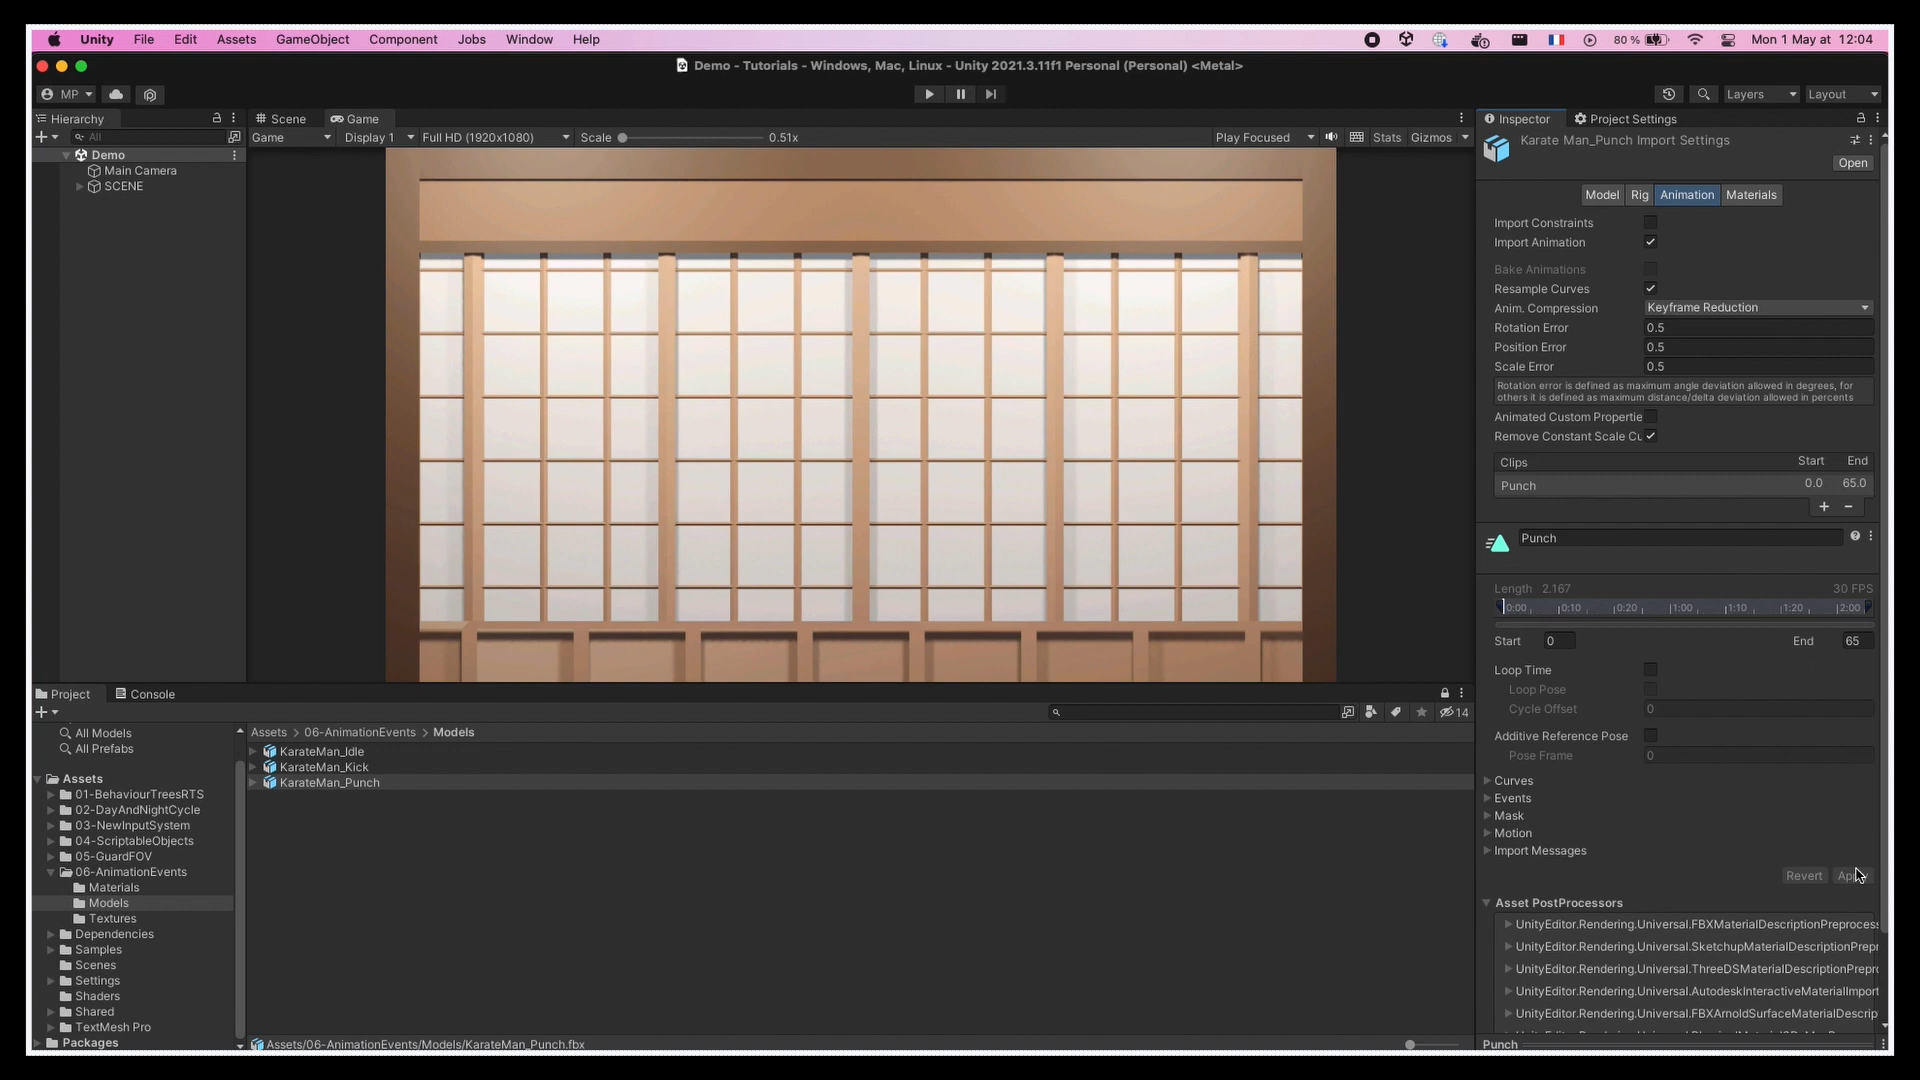 Unity File Edit Assets GameObject Component Jobs Window Help 80 % Mon 1 May at 12:04
Demo - Tutorials - Windows, Mac, Linux - Unity 2021.3.11f1 Personal (Personal) <Metal>
MP Layers Layout
Hierarchy Scene Game Inspector Project Settings
All Game Display 1 Full HD (1920x1080) Scale 0.51x Play Focused Stats Gizmos
Karate Man_Punch Import Settings
Open
Demo
Main Camera
SCENE
Model Rig Animation Materials
Import Constraints
Import Animation
Bake Animations
Resample Curves
Anim. Compression Keyframe Reduction
Rotation Error 0.5
Position Error 0.5
Scale Error 0.5
Rotation error is defined as maximum angle deviation allowed in degrees, for
others it is defined as maximum distance/delta deviation allowed in percents
Animated Custom Propertie
Remove Constant Scale Cu
Clips Start End
Punch 0.0 65.0
Punch
Length 2.167 30 FPS
0:00 0:10 0:20 1:00 1:10 1:20 2:00
Start 0 End 65
Loop Time
Loop Pose
Cycle Offset 0
Additive Reference Pose
Pose Frame 0
Curves
Events
Mask
Motion
Import Messages
Revert
Asset PostProcessors
UnityEditor.Rendering.Universal.FBXMaterialDescriptionPreproces
UnityEditor.Rendering.Universal.SketchupMaterialDescriptionPrep
UnityEditor.Rendering.Universal.ThreeDSMaterialDescriptionPrepr
UnityEditor.Rendering.Universal.AutodeskInteractiveMaterialImport
UnityEditor.Rendering.Universal.FBXArnoldSurfaceMaterialDescrip
Punch
Project Console
14
All Models
All Prefabs
Assets
01-BehaviourTreesRTS
02-DayAndNightCycle
03-NewInputSystem
04-ScriptableObjects
05-GuardFOV
06-AnimationEvents
Materials
Models
Textures
Dependencies
Samples
Scenes
Settings
Shaders
Shared
TextMesh Pro
Packages
Assets > 06-AnimationEvents > Models
KarateMan_Idle
KarateMan_Kick
KarateMan_Punch
Assets/06-AnimationEvents/Models/KarateMan_Punch.fbx